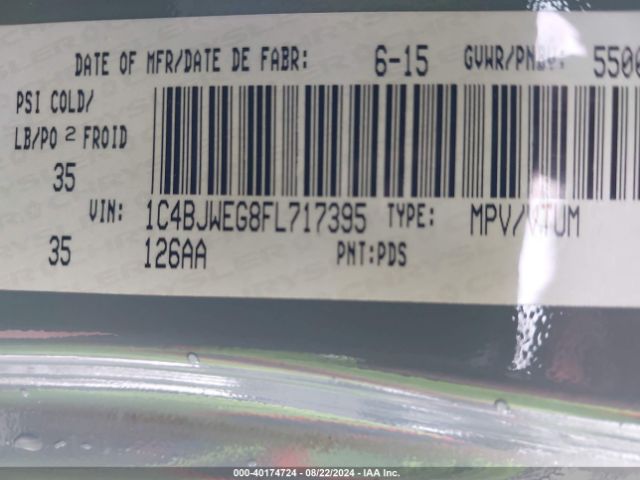 DATE OF MFR/DATE DE FABR: 6-15 GVWR/PNBV: 550
PSI COLD/
LB/PO 2 FROID
35
VIN: 1C4BJWEG8FL717395 TYPE: MPV/VTUM
35 126AA PNT:PDS
000-40174724 - 08/22/2024 - IAA Inc.